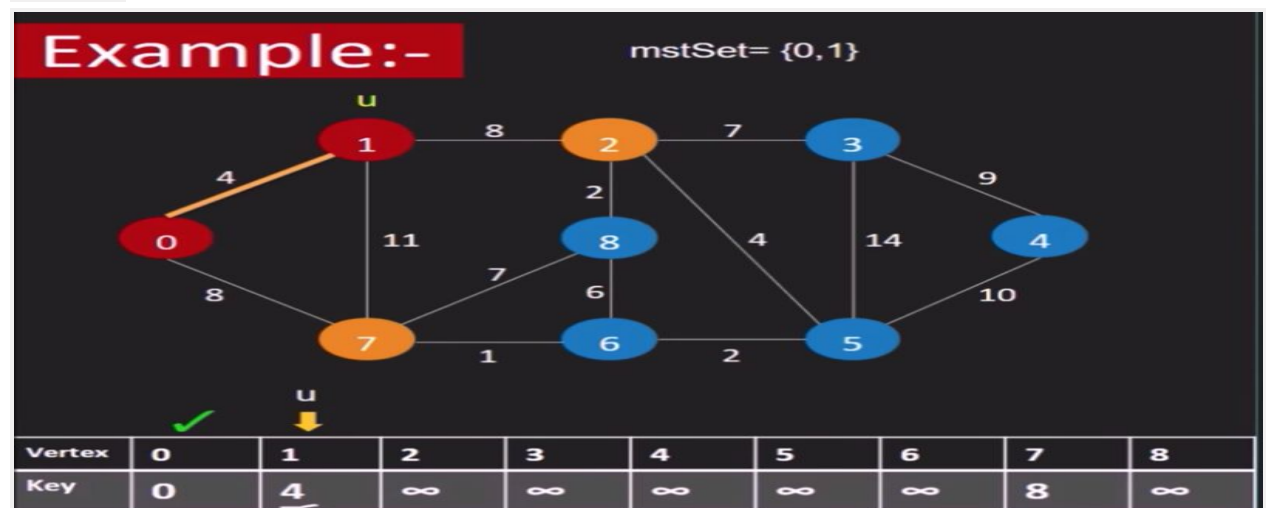 Example:-
mstSet= {0,1}
u
1 8 2 7 3
4 2 9
0 11 8 4 14 4
8 7 6 10
7 1 6 2 5
u
Vertex 0 1 2 3 4 5 6 7 8
Key 0 4 ∞ ∞ ∞ ∞ ∞ 8 ∞